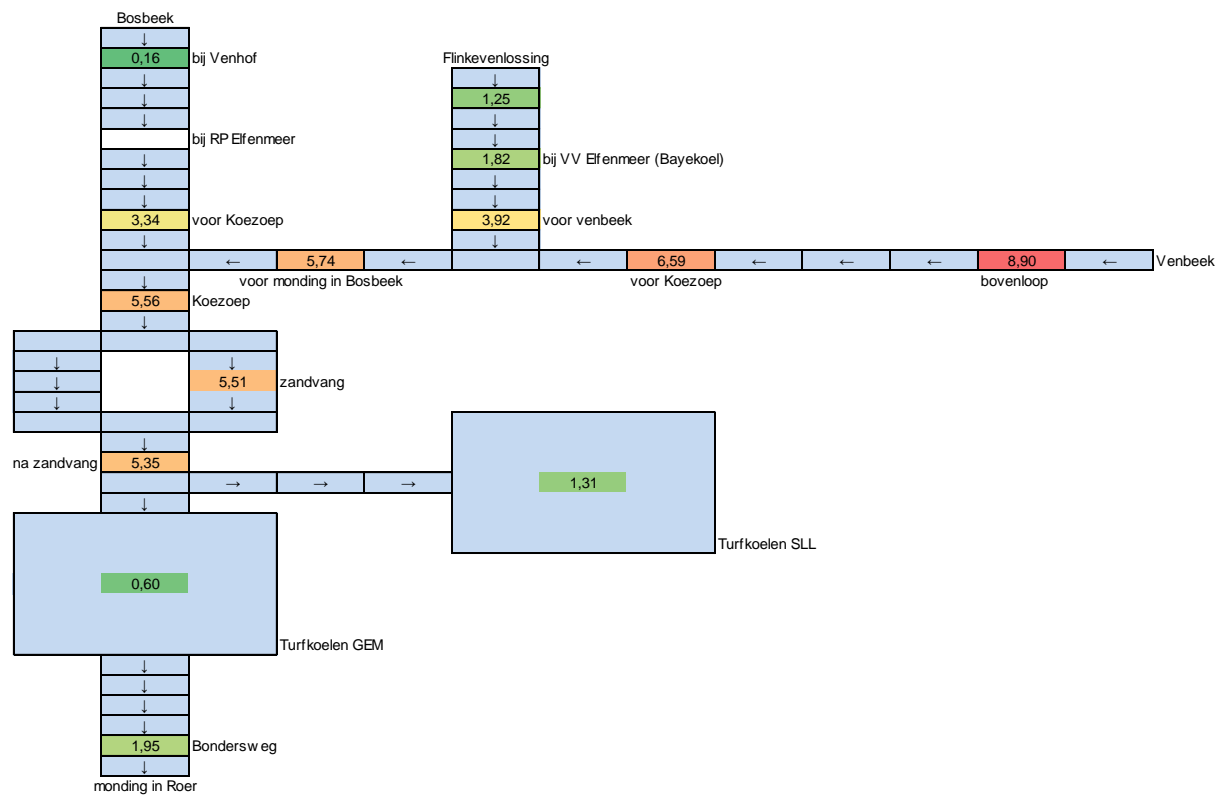 Bosbeek
↓
0,16 bij Venhof
Flinkevenlossing
↓ ↓
↓ 1,25
↓ ↓
bij RP Elfenmeer ↓
↓ 1,82 bij VV Elfenmeer (Bayekoel)
↓ ↓
↓ ↓
3,34 voor Koezoep 3,92 voor venbeek
↓ ↓
← 5,74 ← ← 6,59 ← ← ← 8,90 ← Venbeek
↓ voor monding in Bosbeek voor Koezoep bovenloop
5,56 Koezoep
↓
↓ ↓
↓ 5,51 zandvang
↓ ↓
↓
na zandvang 5,35
→ → → 1,31
↓
Turfkoelen SLL
0,60
Turfkoelen GEM
↓
↓
↓
↓
1,95 Bondersweg
↓
monding in Roer